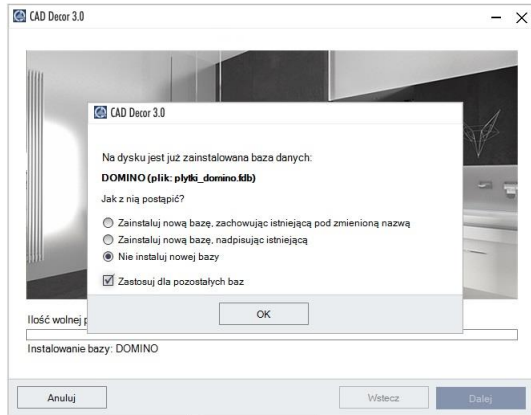 CAD Decor 3.0
CAD Decor 3.0
Na dysku jest już zainstalowana baza danych:
DOMINO (plik: plytki_domino.fdb)
Jak z nią postąpić?
Zainstaluj nową bazę, zachowując istniejącą pod zmienioną nazwą
Zainstaluj nową bazę, nadpisując istniejącą
Nie instaluj nowej bazy
Zastosuj dla pozostałych baz
OK
Ilość wolnej
Instalowanie bazy: DOMINO
Anuluj
Wstecz
Dalej